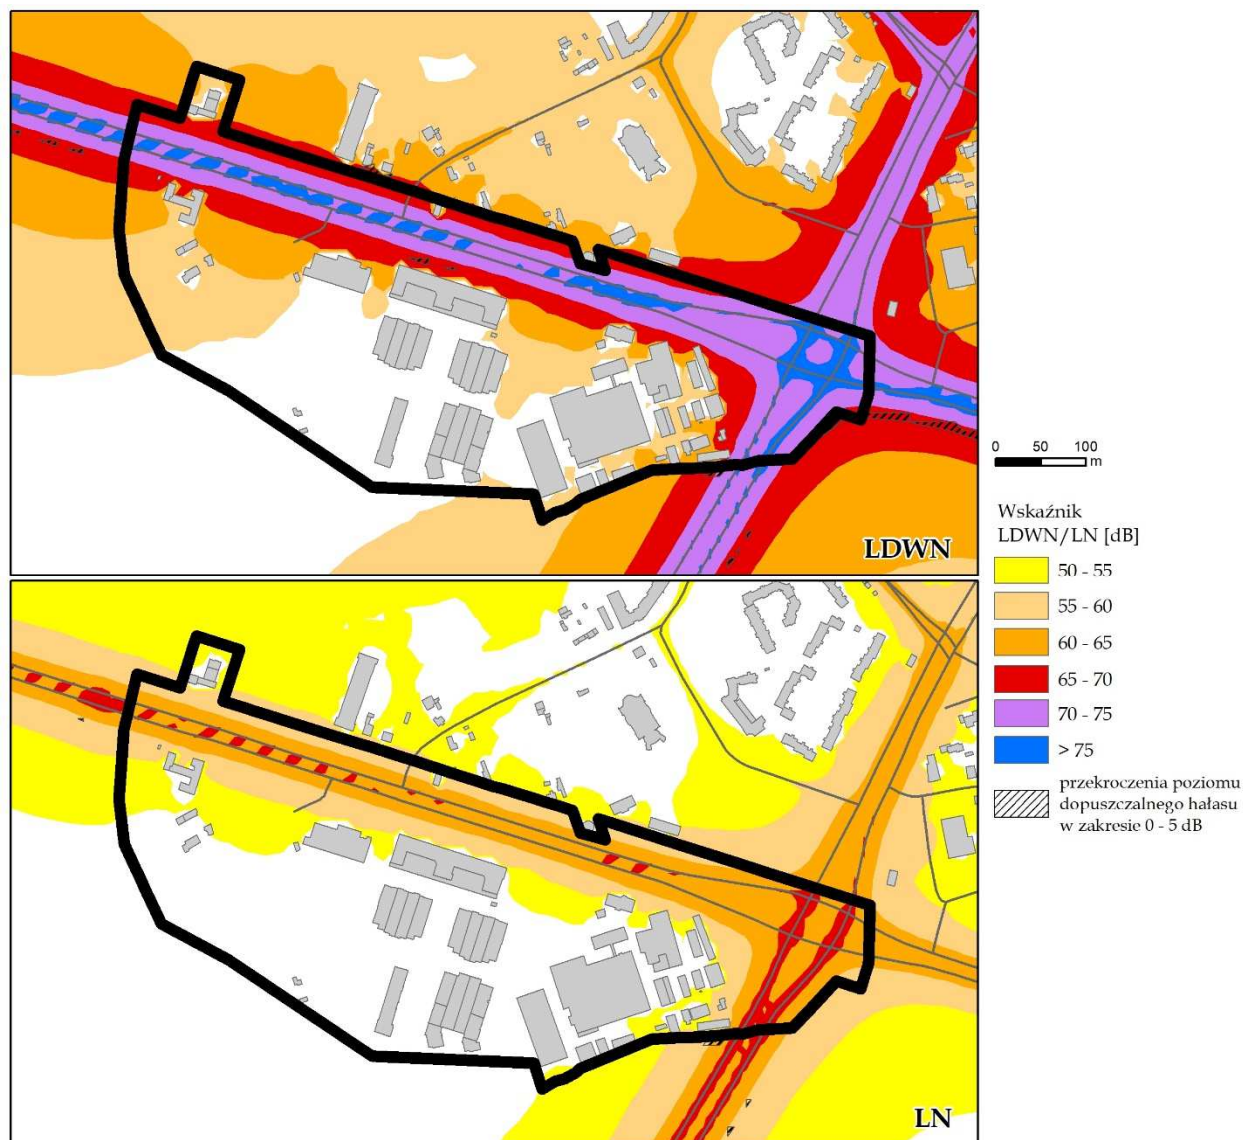 LDWN
0 50 100
m
Wskaźnik
LDWN/LN [dB]
50 - 55
55 - 60
60 - 65
65 - 70
70 - 75
> 75
przekroczenia poziomu
dopuszczalnego hałasu
w zakresie 0 - 5 dB
LN